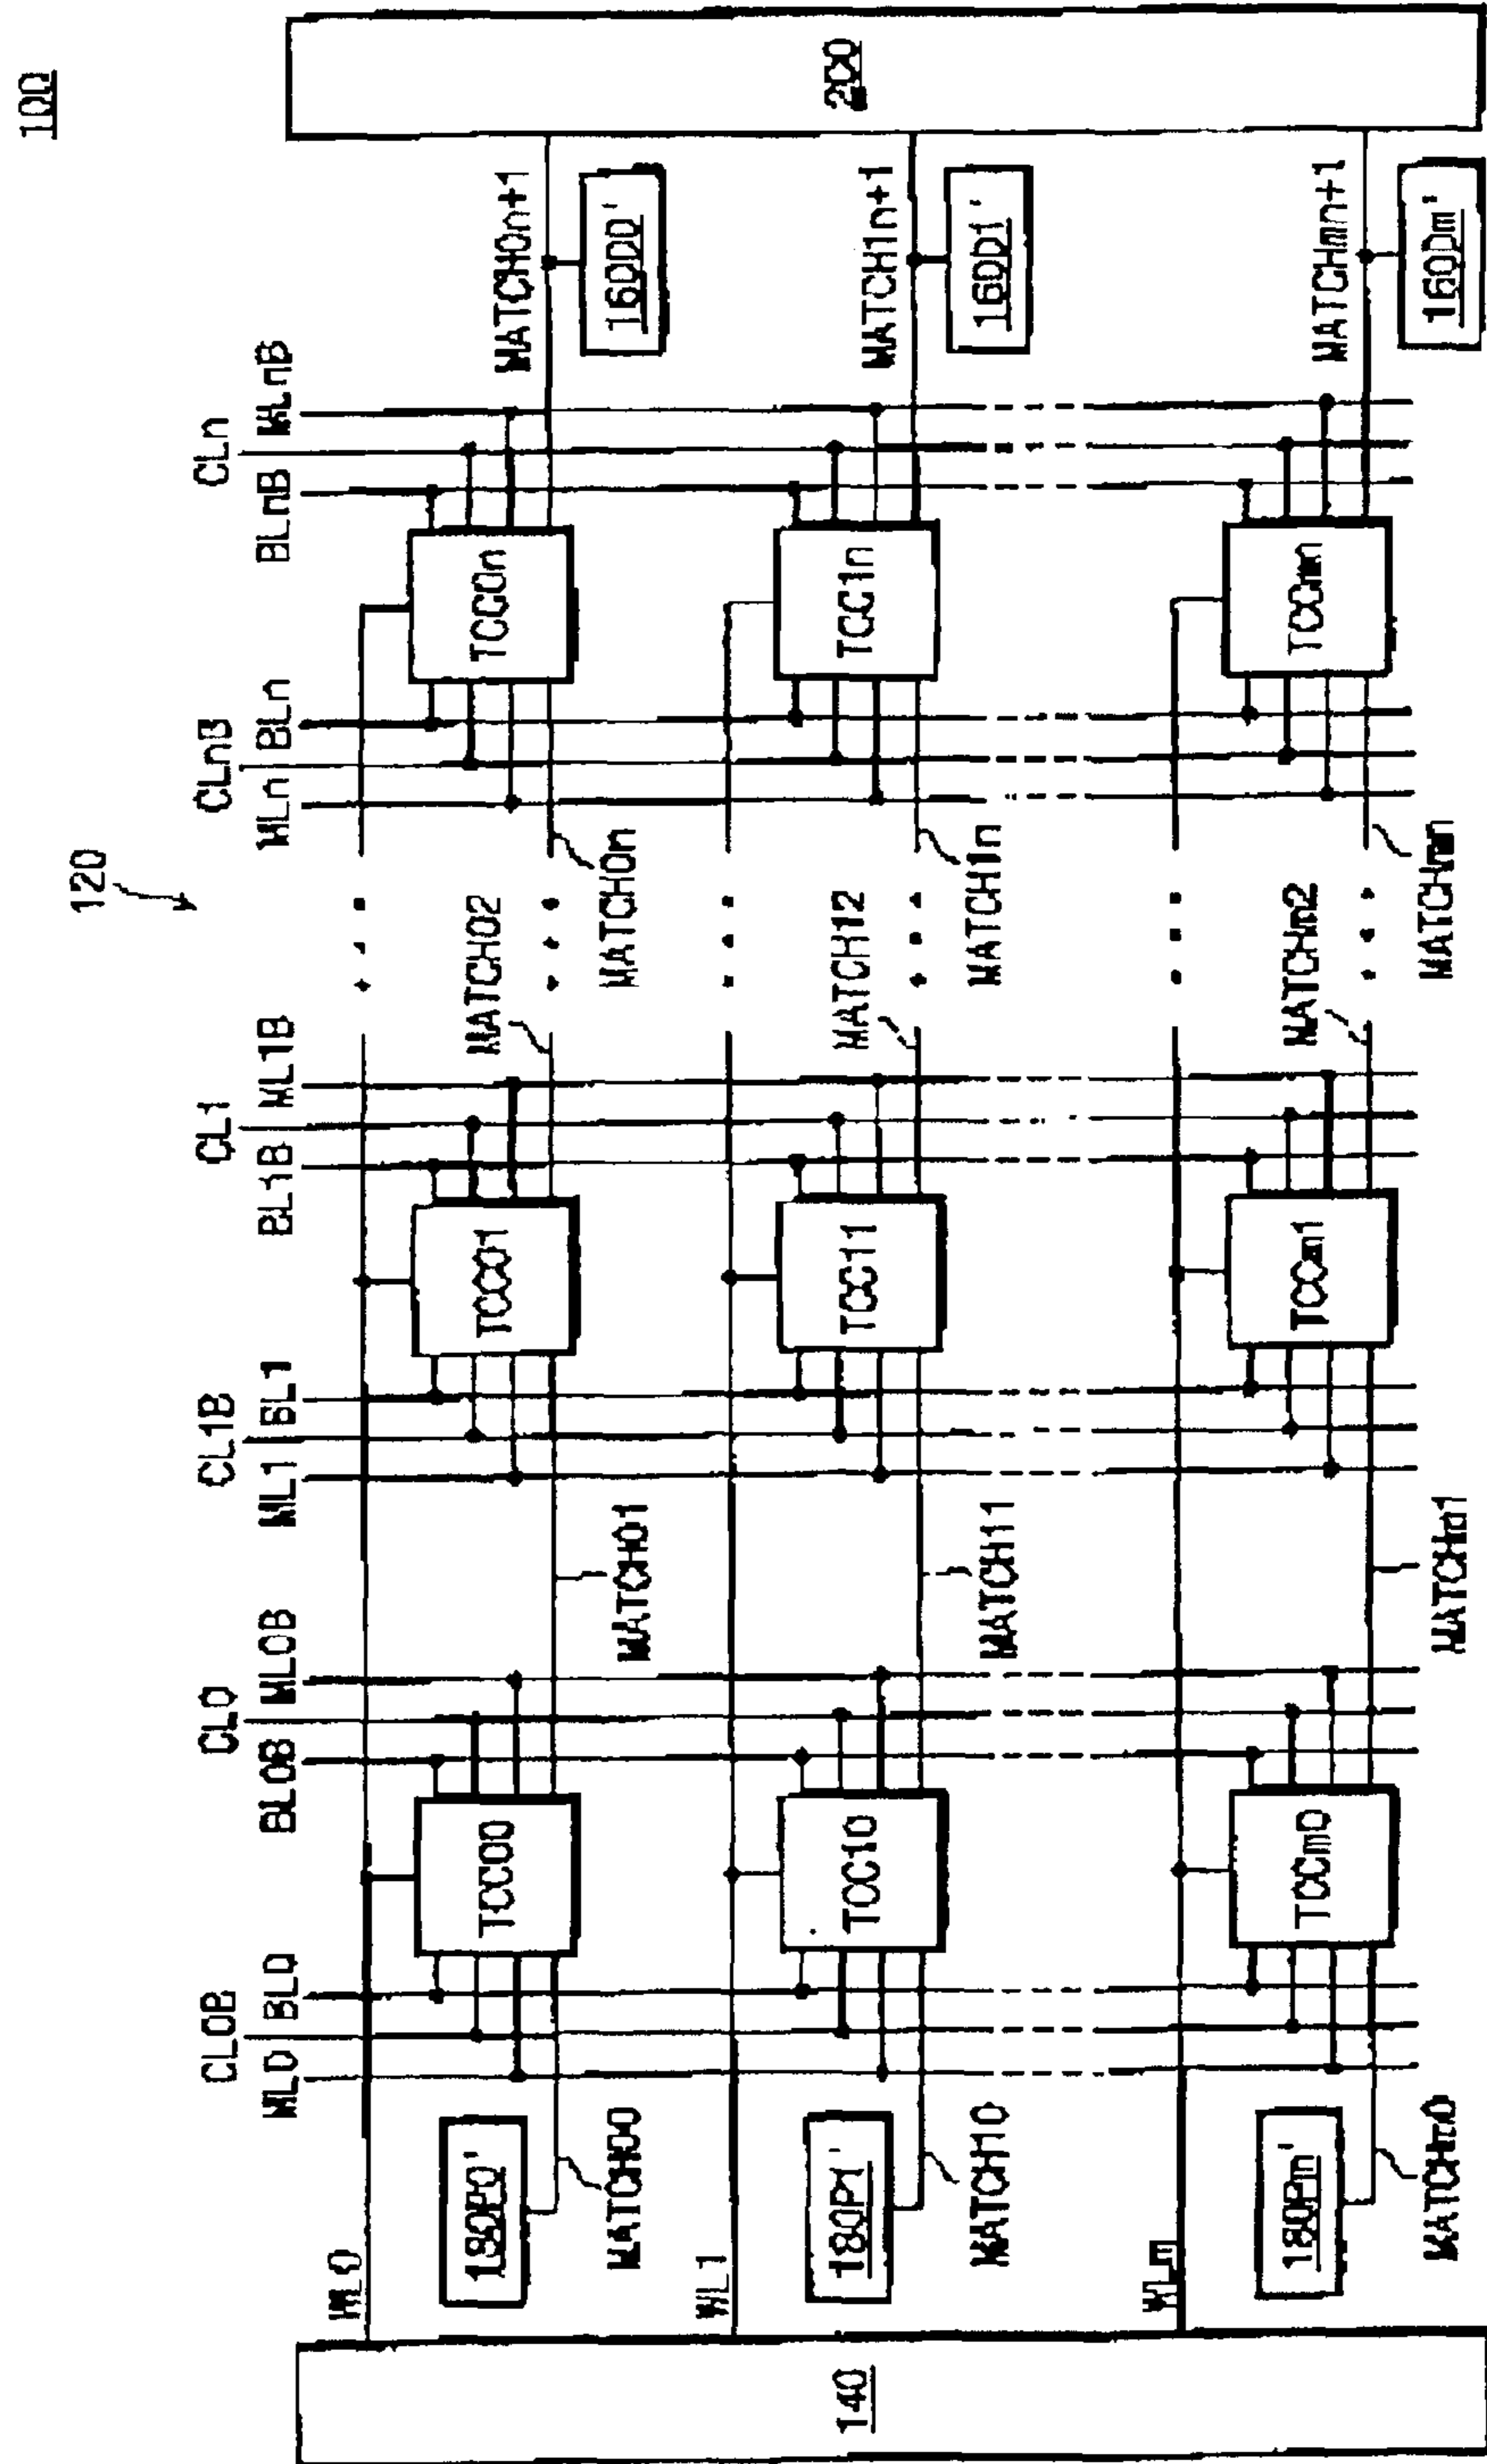 100
120
CL0B
CL0
CL1B
CL1
CLnB
CLn
ML0
BL0
BL0B
ML0B
ML1
BL1
BL1B
ML1B
MLn
BLn
BLnB
MLnB
WL0
180P0'
TCC00
TCC01
MATCH02
TCC0n
MATCH0n+1
160D0'
MATCH00
MATCH01
MATCH0n
WL1
180P1'
TCC10
TCC11
MATCH12
TCC1n
MATCH1n+1
160D1'
MATCH10
MATCH11
MATCH1n
140
200
WLm
180Pm'
TCCm0
TCCm1
MATCHm2
TCCmn
MATCHmn+1
160Dm'
MATCHm0
MATCHm1
MATCHmn